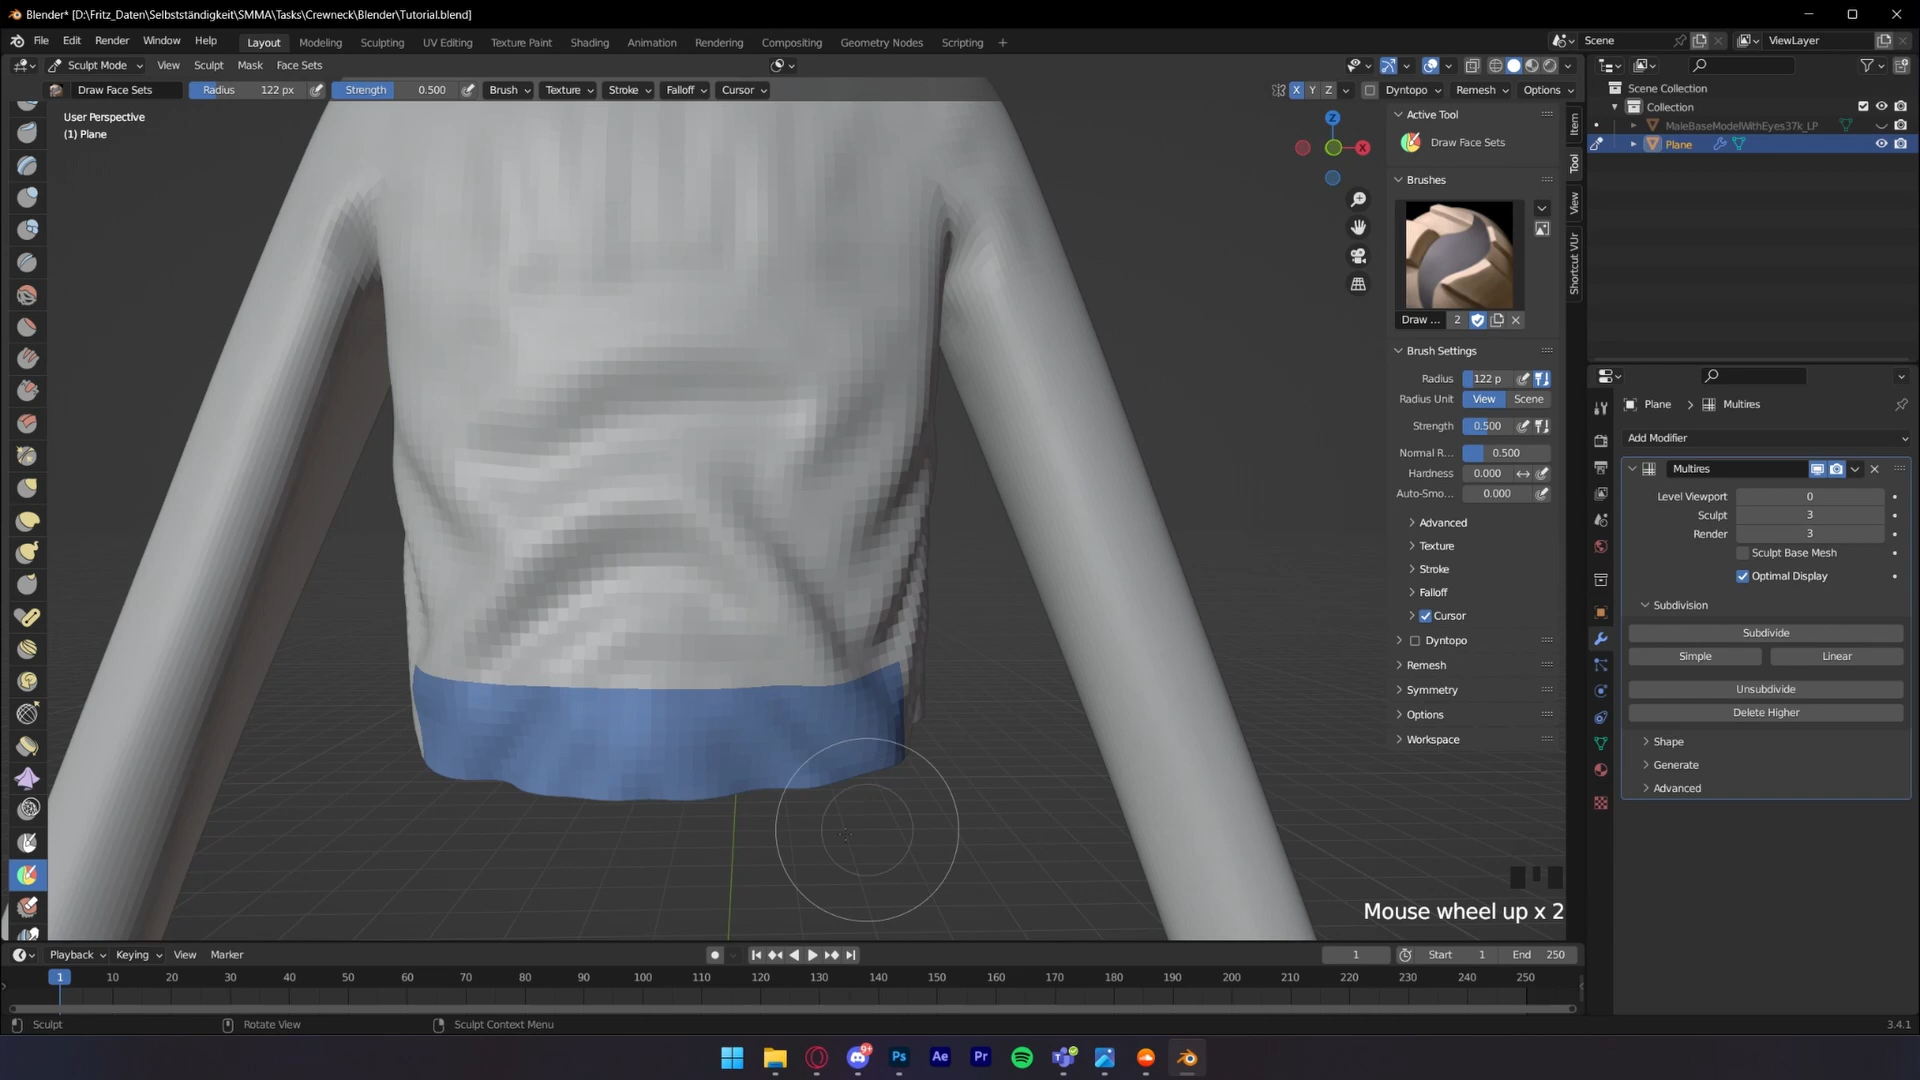 Blender* [D:\Fritz_Daten\Selbstständigkeit\SMMA\Tasks\Crewneck\Blender\Tutorial.blend]
File Edit Render Window Help Layout Modeling Sculpting UV Editing Texture Paint Shading Animation Rendering Compositing Geometry Nodes Scripting + Scene ViewLayer
Sculpt Mode View Sculpt Mask Face Sets
Draw Face Sets Radius 122 px Strength 0.500 Brush Texture Stroke Falloff Cursor X Y Z Dyntopo Remesh Options
User Perspective
(1) Plane
Z
X
Active Tool
Draw Face Sets
Brushes
Draw ... 2
Brush Settings
Radius 122 p
Radius Unit View Scene
Strength 0.500
Normal R... 0.500
Hardness 0.000
Auto-Smo... 0.000
Advanced
Texture
Stroke
Falloff
Cursor
Dyntopo
Remesh
Symmetry
Options
Workspace
Item
Tool
View
Shortcut VUr
Scene Collection
Collection
MaleBaseModelWithEyes37k_LP
Plane
Plane > Multires
Add Modifier
Multires
Level Viewport 0
Sculpt 3
Render 3
Sculpt Base Mesh
Optimal Display
Subdivision
Subdivide
Simple Linear
Unsubdivide
Delete Higher
Shape
Generate
Advanced
Mouse wheel up x 2
Playback Keying View Marker 1 Start 1 End 250
1 10 20 30 40 50 60 70 80 90 100 110 120 130 140 150 160 170 180 190 200 210 220 230 240 250
Sculpt Rotate View Sculpt Context Menu 3.4.1
9+ Ps Ae Pr